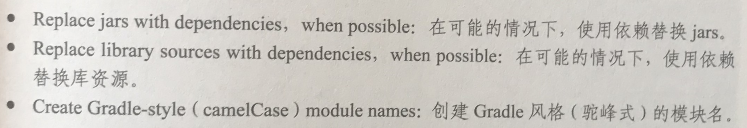 ● Replace jars with dependencies, when possible: 在可能的情况下，使用依赖替换 jars。
● Replace library sources with dependencies, when possible: 在可能的情况下，使用依赖
替换库资源。
● Create Gradle-style ( camelCase ) module names: 创建 Gradle 风格 ( 驼峰式 ) 的模块名。